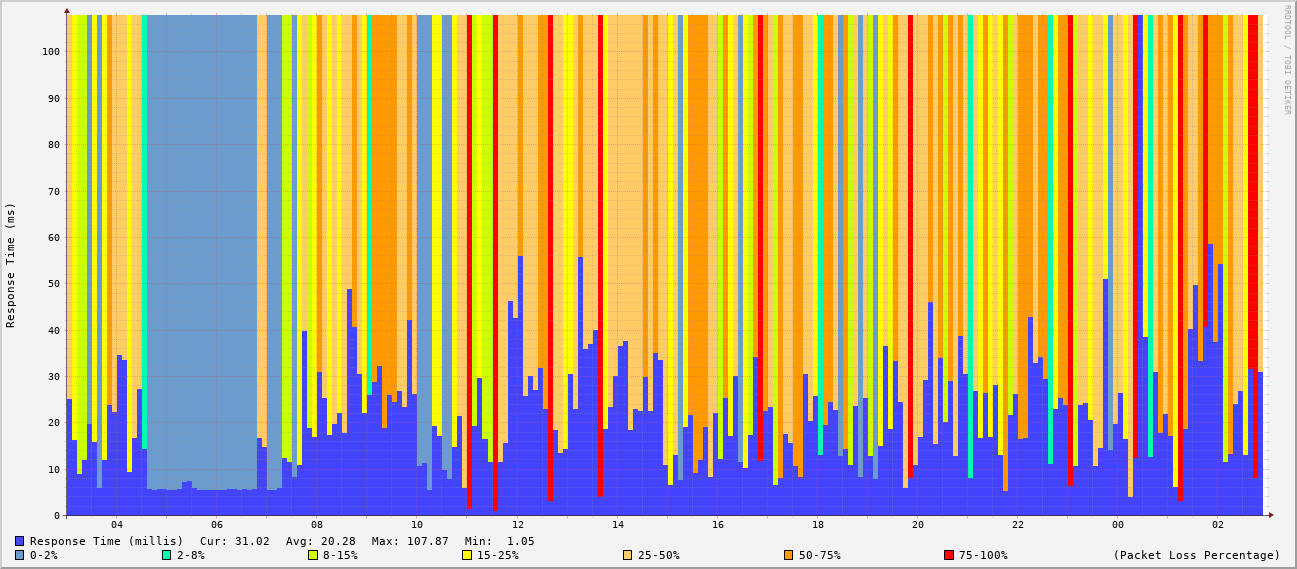 RRDTOOL / TOBI OETIKER
Response Time (ms)
100
90
80
70
60
50
40
30
20
10
0
04 06 08 10 12 14 16 18 20 22 00 02
Response Time (millis) Cur: 31.02 Avg: 20.28 Max: 107.87 Min: 1.05
0-2% 2-8% 8-15% 15-25% 25-50% 50-75% 75-100% (Packet Loss Percentage)